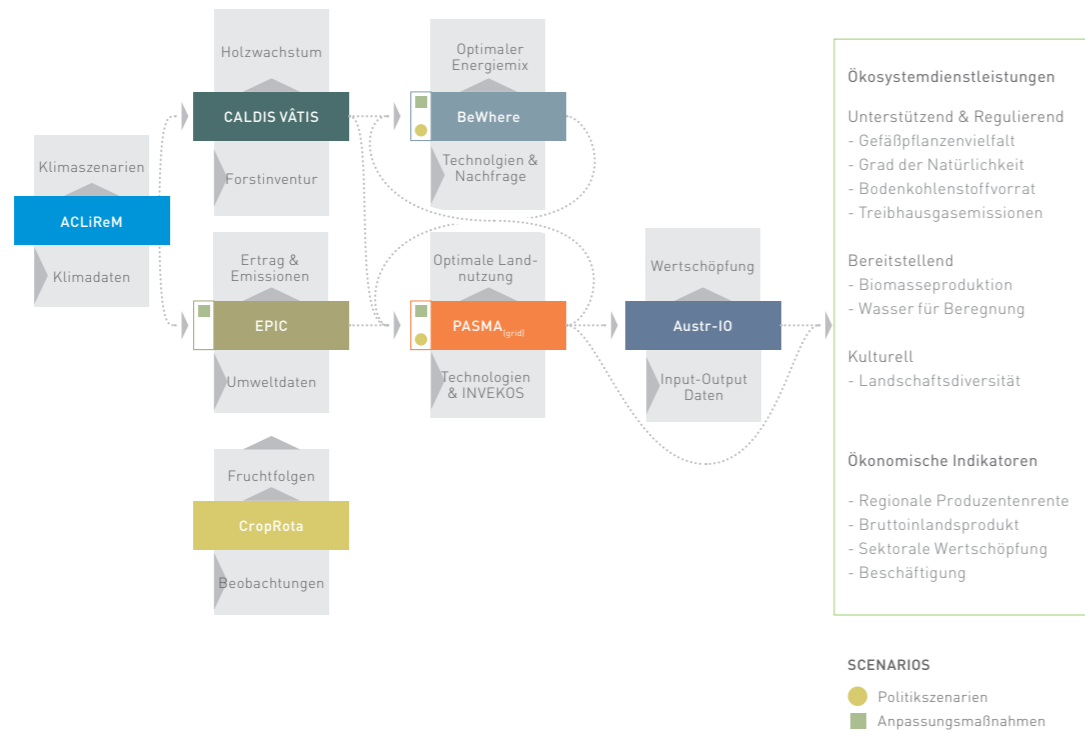 Klimaszenarien
ACLiReM
Klimadaten
Holzwachstum
CALDIS VÂTIS
Forstinventur
Ertrag &
Emissionen
EPIC
Umweltdaten
Fruchtfolgen
CropRota
Beobachtungen
Optimaler
Energiemix
BeWhere
Technolgien &
Nachfrage
Optimale Land-
nutzung
PASMA(grid)
Technologien
& INVEKOS
Wertschöpfung
Austr-IO
Input-Output
Daten
Ökosystemdienstleistungen
Unterstützend & Regulierend
- Gefäßpflanzenvielfalt
- Grad der Natürlichkeit
- Bodenkohlenstoffvorrat
- Treibhausgasemissionen
Bereitstellend
- Biomasseproduktion
- Wasser für Beregnung
Kulturell
- Landschaftsdiversität
Ökonomische Indikatoren
- Regionale Produzentenrente
- Bruttoinlandsprodukt
- Sektorale Wertschöpfung
- Beschäftigung
SCENARIOS
Politikszenarien
Anpassungsmaßnahmen